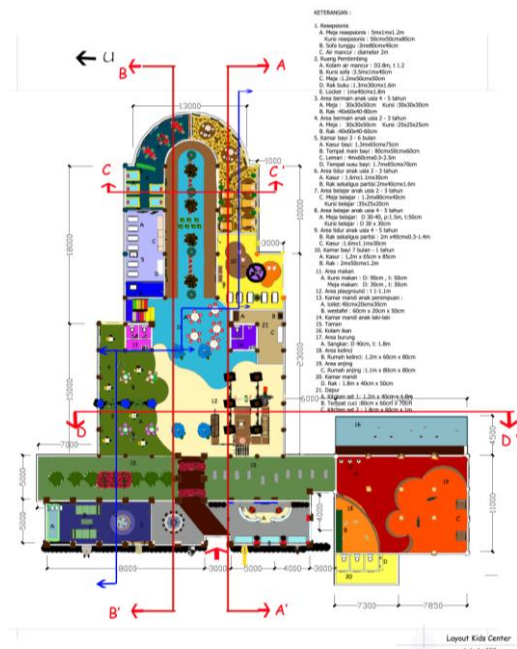 KETERANGAN :
1. Resepsionis
A. Meja resepsionis : 5mx1mx1.2m
Kursi resepsionis : 50cmx50cmx80cm
B. Sofa tunggu :3mx80cmx40cm
C. Air mancur : diameter 2m
2. Ruang Pembimbing
A. Kolam air mancur : D2.8m, t 1.2
B. Kursi sofa :3.5mx1mx40cm
C. Meja :1.2mx50cmx50cm
D. Rak buku :1.3mx30cmx1.6m
E. Locker : 1mx40cmx1.8m
3. Area bermain anak usia 4 - 5 tahun
A. Meja : 30x30x50cm Kursi :30x30x30cm
B. Rak :40x60x40-80cm
4. Area bermain anak usia 2 - 3 tahun
A. Meja : 30x30x50cm Kursi :25x25x25cm
B. Rak :40x60x40-60cm
5. Kamar bayi 3 - 6 bulan
A. Kasur bayi: 1.3mx65cmx75cm
B. Tempat main bayi : 80cmx50cmx60cm
C. Lemari : 4mx60cmx0.5-2.5m
D. Tempat susu bayi: 1.7mx65cmx75cm
6. Area tidur anak usia 2 - 3 tahun
A. Kasur : 1.6mx1.1mx30cm
B. Rak sekaligus partisi:2mx40cmx1.6m
7. Area belajar anak usia 2 - 3 tahun
C. Meja belajar : 1.2mx80cmx40cm
Kursi belajar :35x25x20cm
8. Area belajar anak usia 4 - 5 tahun
A. Meja belajar: D 30-40, p:1.5m, t:50cm
Kursi belajar : D 30 x 30cm
9. Area tidur anak usia 4 - 5 tahun
B. Rak sekaligus partisi : 2m x40cmx0.3-1.4m
C. Kasur :1.6mx1.1mx30cm
10. Kamar bayi 7 bulan - 1 tahun
A. Kasur : 1,2m x 65cm x 85cm
B. Rak : 2mx50cmx1.2m
11. Area makan
A. Kursi makan : D: 90cm , t: 50cm
Meja makan: D: 30cm , t: 30cm
12. Area playground : t 1-1.1m
13. Kamar mandi anak perempuan :
A. toilet:40cmx20xmx30cm
B. westafel : 60cm x 20cm x 50cm
14. Kamar mandi anak laki-laki
15. Taman
16. Kolam ikan
17. Area burung
A. Sangkar: D 40cm, t: 1.8m
18. Area kelinci
B. Rumah kelinci: 1.2m x 60cm x 80cm
19. Area anjing
C. Rumah anjing :1.1m x 80cm x 80cm
20. Kamar mandi
D. Rak : 1.8m x 40cm x 50cm
21. Dapur
A. Kitchen set 1: 1.2m x 40cm x 1.8m
B. Tempat cuci :80cm x 60cm x 70cm
C. Kitchen set 2 : 1.8cm x 60cm x 1m
U
B
A
13000
C
C'
1000
10000
18000
3000
23000
15000
6000
D
D'
7000
16
4500
5000
5000
11000
4000
8000
3000
5000
4000
3000
7300
7850
B'
A'
Layout Kids Center